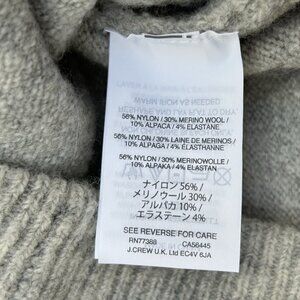 56% NYLON / 30% MERINO WOOL /
10% ALPACA / 4% ELASTANE
56% NYLON / 30% LAINE DE MERINOS /
10% ALPAGA / 4% ÉLASTHANNE
56% NYLON / 30% MERINOWOLLE /
10% ALPAKA / 4% ELASTAN
ナイロン 56% /
メリノウール 30% /
アルパカ 10% /
エラステーン 4%
SEE REVERSE FOR CARE
RN77388 CA56445
J.CREW U.K. Ltd EC4V 6JA